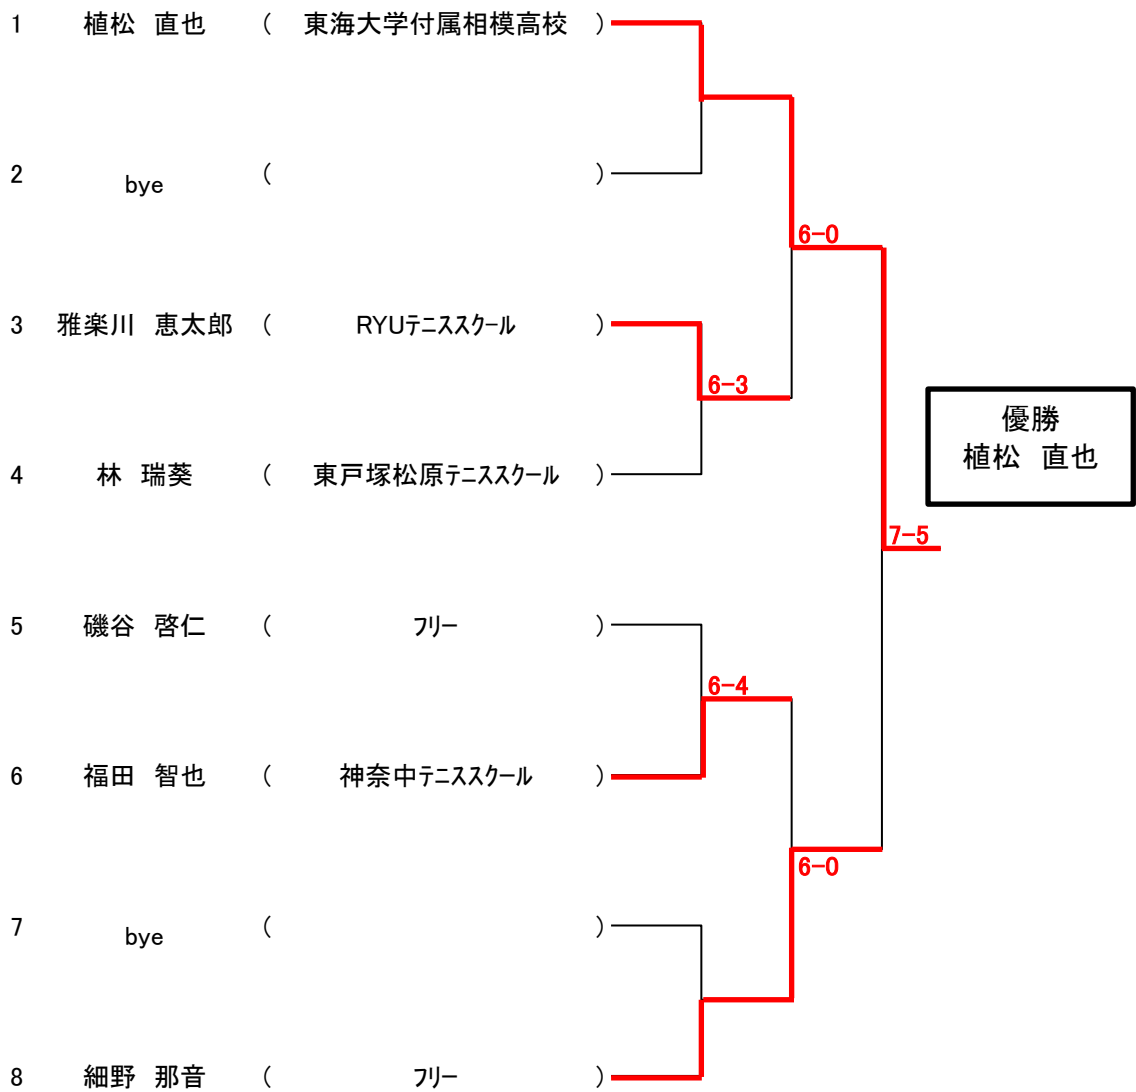 1 植松 直也 ( 東海大学付属相模高校 )
2 bye ( )
6-0
3 雅楽川 恵太郎 ( RYUテニススクール )
6-3
優勝
植松 直也
4 林 瑞葵 ( 東戸塚松原テニススクール )
7-5
5 磯谷 啓仁 ( フリー )
6-4
6 福田 智也 ( 神奈中テニススクール )
6-0
7 bye ( )
8 細野 那音 ( フリー )